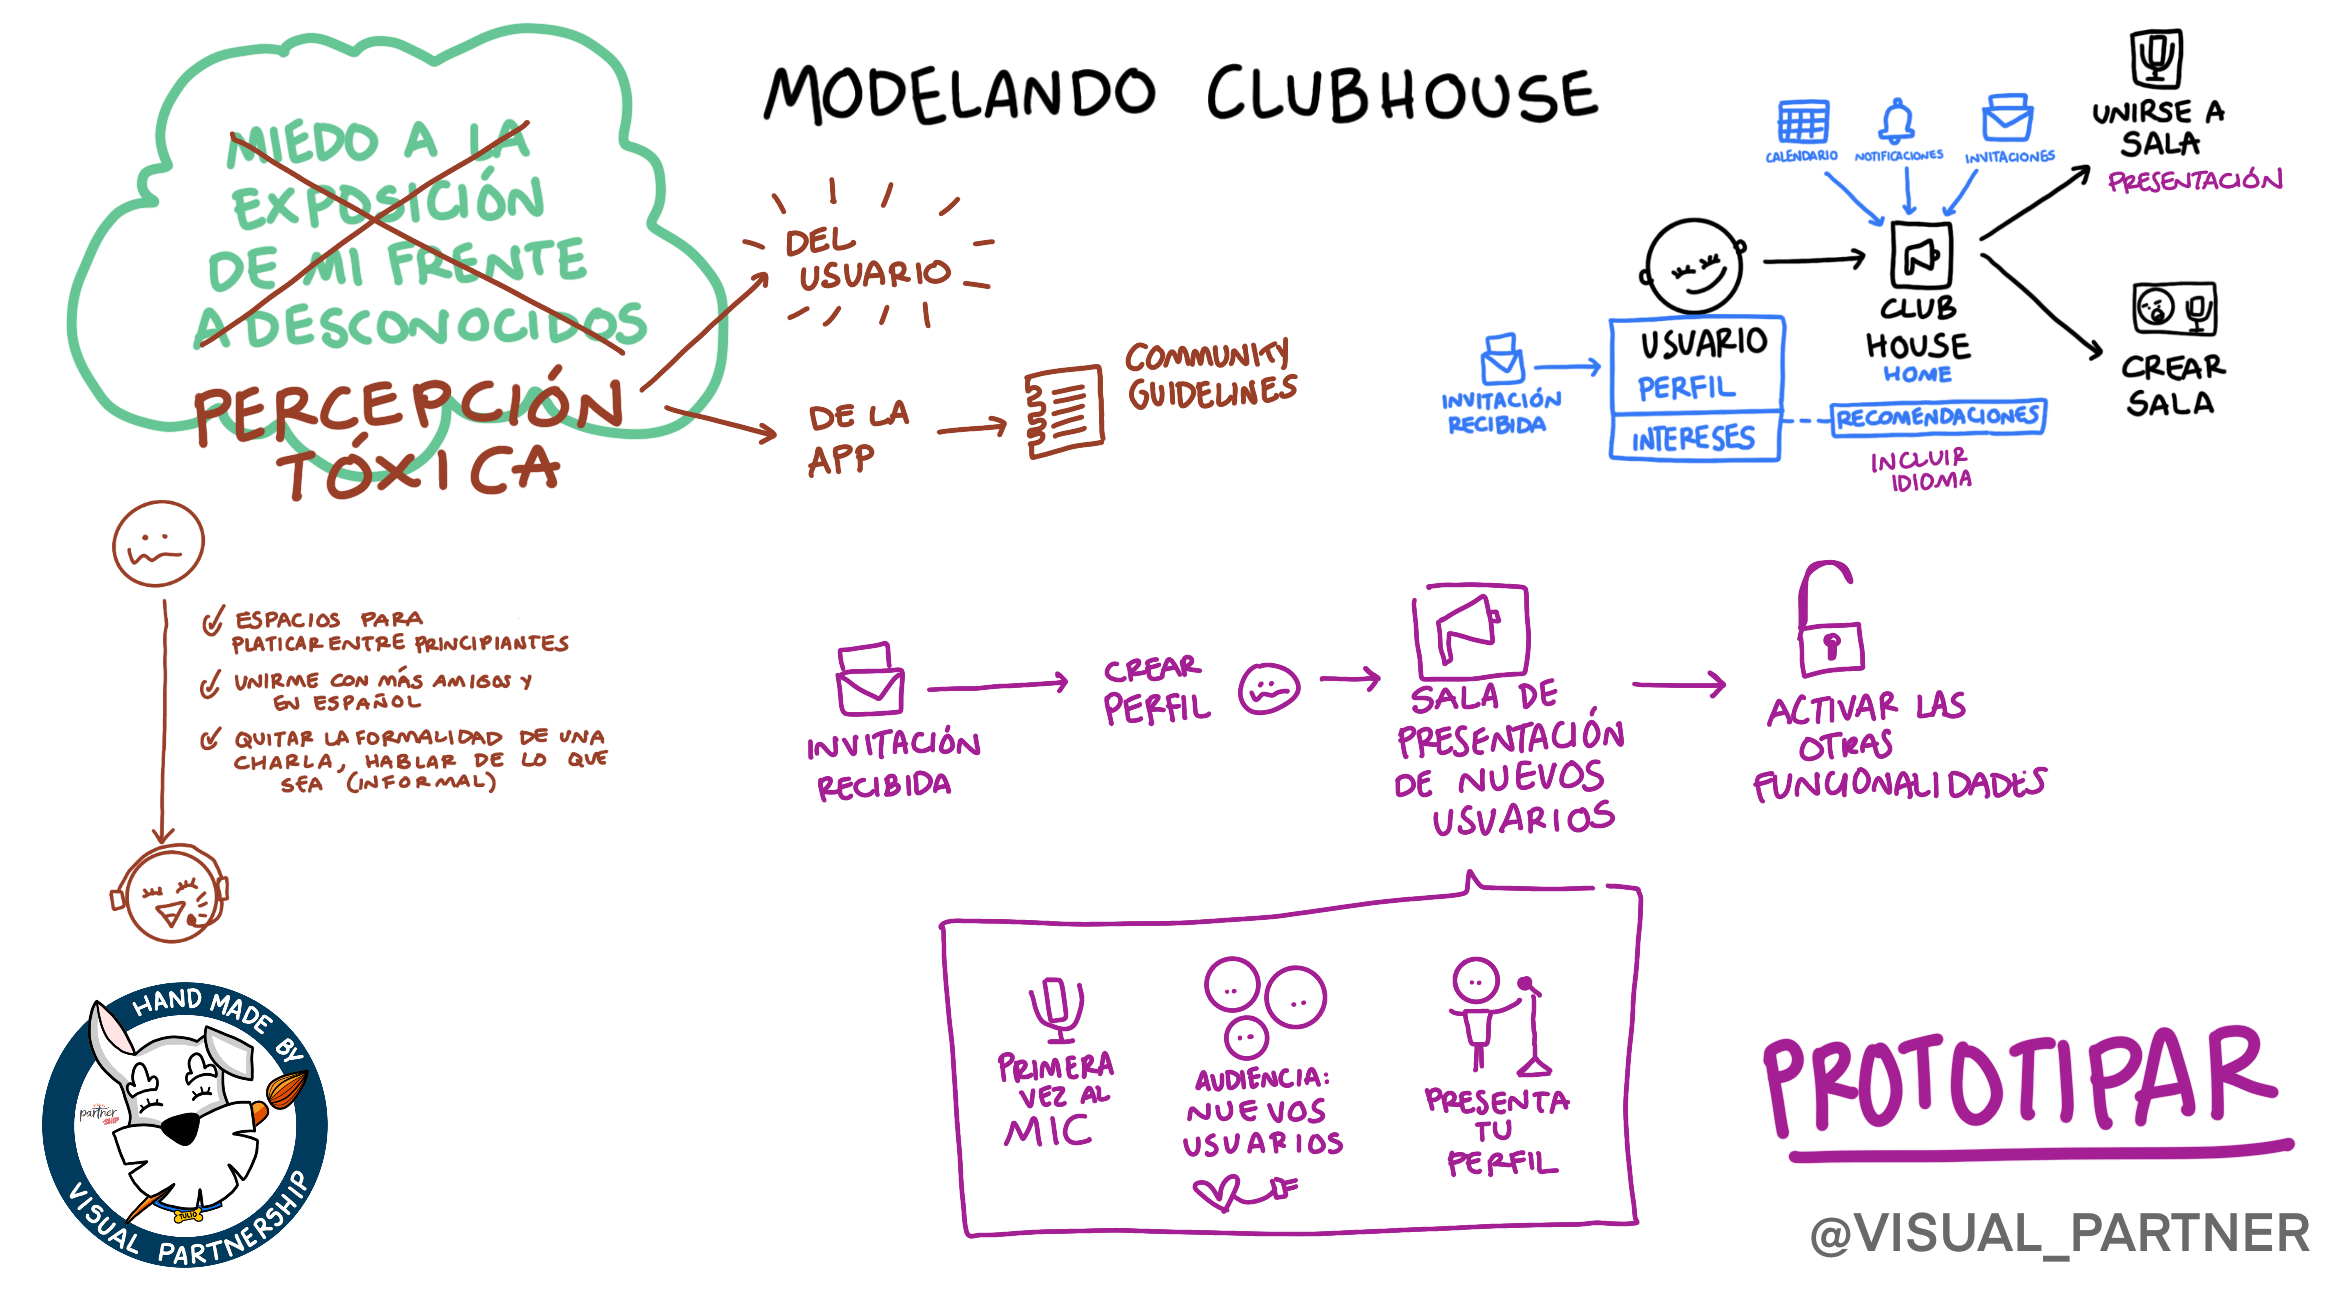 MODELANDO CLUBHOUSE
MIEDO A LA
EXPOSICIÓN
DE MI FRENTE
A DESCONOCIDOS
PERCEPCIÓN
TÓXICA
DEL
USUARIO
DE LA
APP
COMMUNITY
GUIDELINES
ESPACIOS PARA
PLATICAR ENTRE PRINCIPIANTES
UNIRME CON MÁS AMIGOS Y
EN ESPAÑOL
QUITAR LA FORMALIDAD DE UNA
CHARLA, HABLAR DE LO QUE
SEA (INFORMAL)
CALENDARIO
NOTIFICACIONES
INVITACIONES
UNIRSE A
SALA
PRESENTACIÓN
INVITACIÓN
RECIBIDA
USUARIO
PERFIL
INTERESES
CLUB
HOUSE
HOME
RECOMENDACIONES
INCLUIR
IDIOMA
CREAR
SALA
INVITACIÓN
RECIBIDA
CREAR
PERFIL
SALA DE
PRESENTACIÓN
DE NUEVOS
USUARIOS
ACTIVAR LAS
OTRAS
FUNCIONALIDADES
PRIMERA
VEZ AL
MIC
AUDIENCIA:
NUEVOS
USUARIOS
PRESENTA
TU
PERFIL
PROTOTIPAR
@VISUAL_PARTNER
HAND MADE BY
partner
SHIP
TULIO
VISUAL PARTNERSHIP